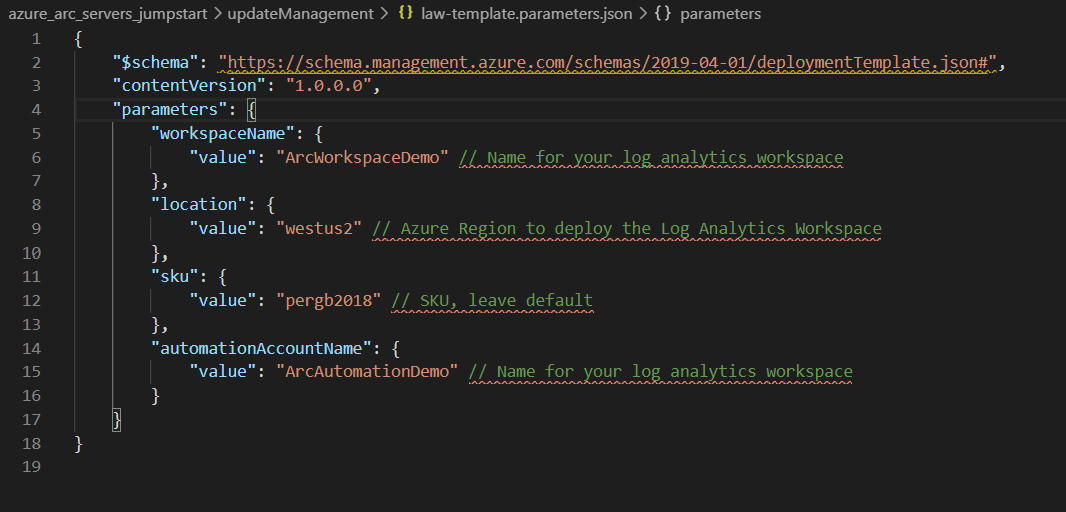 azure_arc_servers_jumpstart > updateManagement > {} law-template.parameters.json > {} parameters
1 {
2     "$schema": "https://schema.management.azure.com/schemas/2019-04-01/deploymentTemplate.json#",
3     "contentVersion": "1.0.0.0",
4     "parameters": {
5         "workspaceName": {
6             "value": "ArcWorkspaceDemo" // Name for your log analytics workspace
7         },
8         "location": {
9             "value": "westus2" // Azure Region to deploy the Log Analytics Workspace
10         },
11         "sku": {
12             "value": "pergb2018" // SKU, leave default
13         },
14         "automationAccountName": {
15             "value": "ArcAutomationDemo" // Name for your log analytics workspace
16         }
17     }
18 }
19